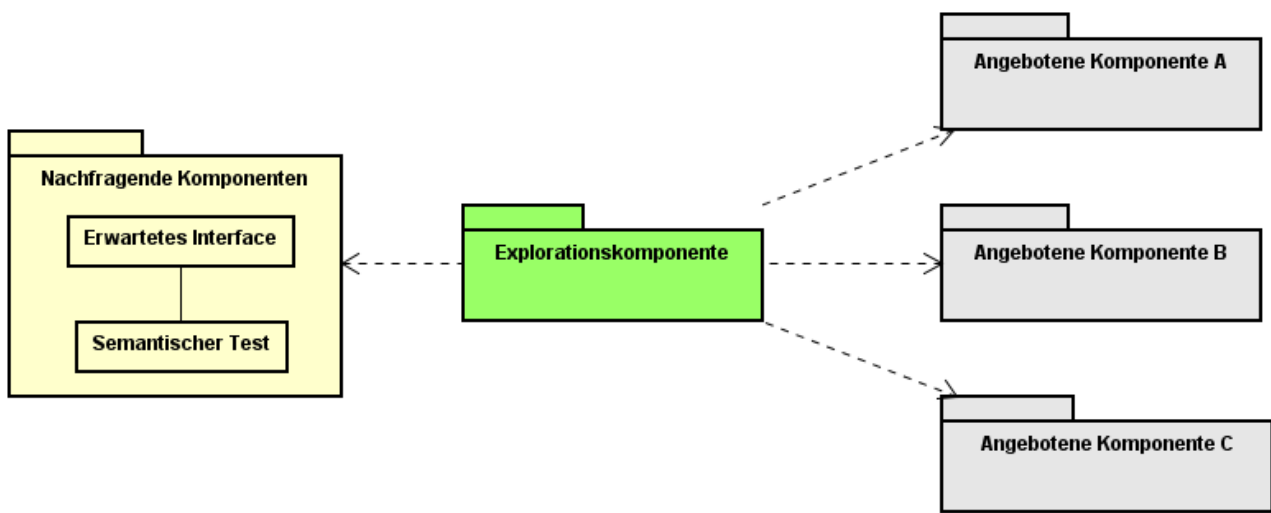 Nachfragende Komponenten
Erwartetes Interface
Semantischer Test
Explorationskomponente
Angebotene Komponente A
Angebotene Komponente B
Angebotene Komponente C